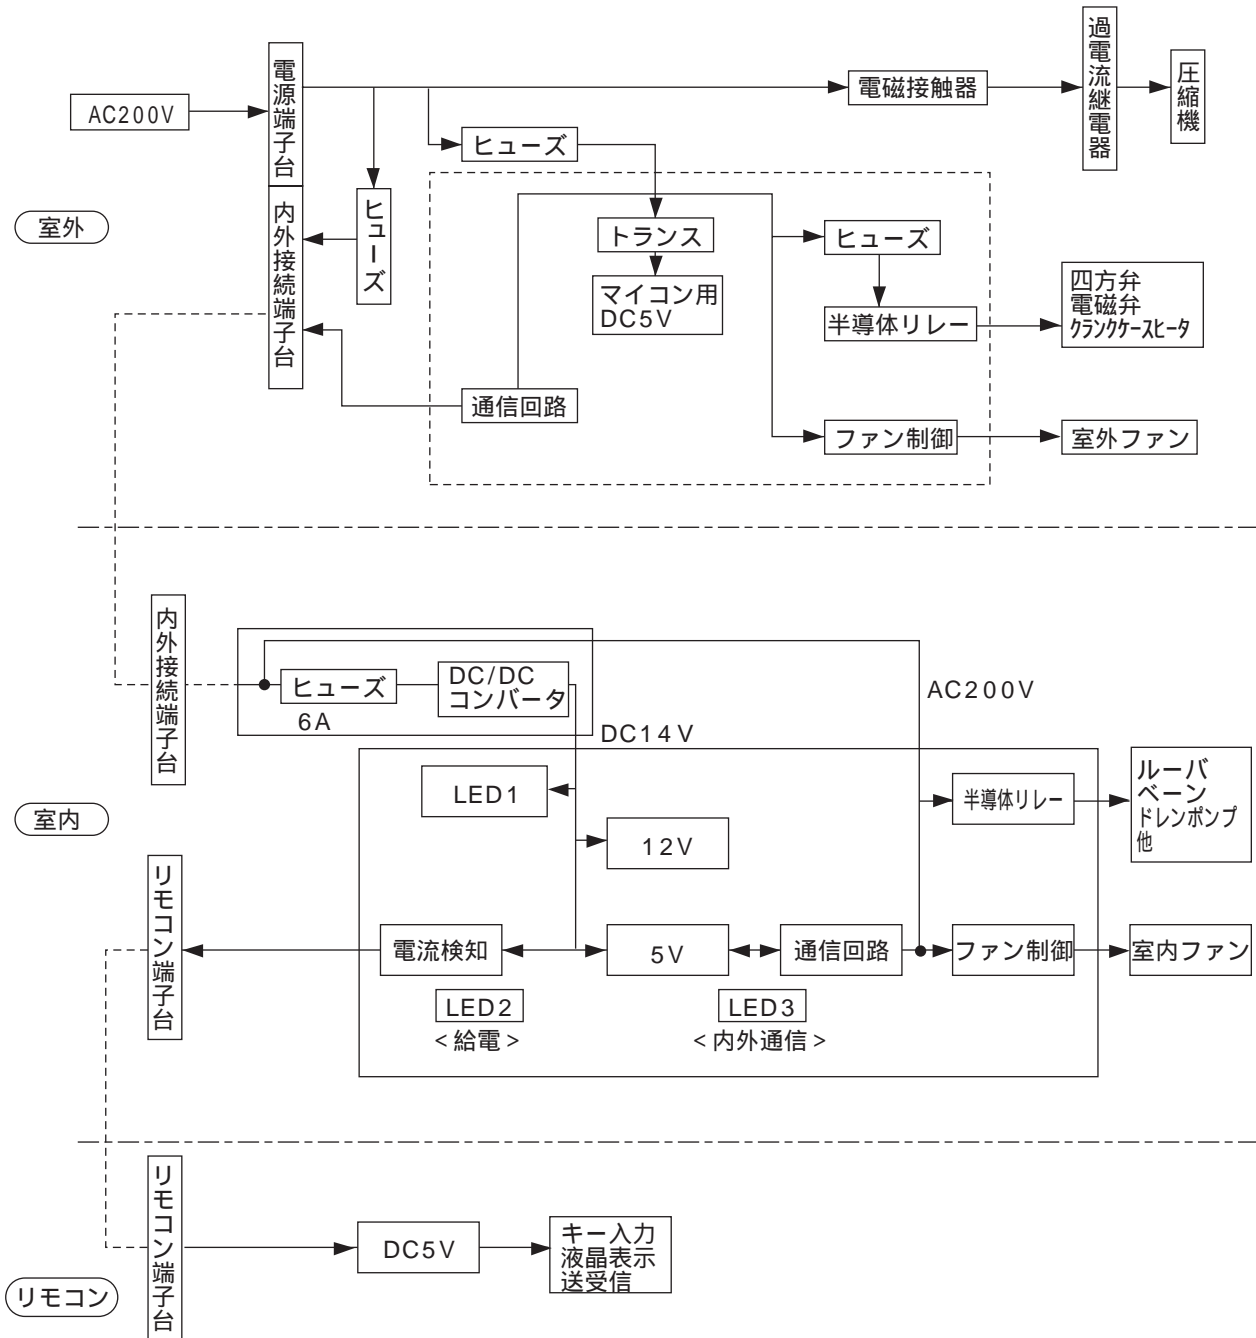 過電流継電器
電源端子台
電磁接触器
圧縮機
AC200V
ヒューズ
室外
内外接続端子台
ヒューズ
トランス
ヒューズ
マイコン用
DC5V
半導体リレー
四方弁
電磁弁
クランクケースヒータ
通信回路
ファン制御
室外ファン
内外接続端子台
ヒューズ
6A
DC/DC
コンバータ
AC200V
DC14V
LED1
半導体リレー
ルーバ
ベーン
ドレンポンプ
他
室内
12V
リモコン端子台
電流検知
5V
通信回路
ファン制御
室内ファン
LED2
<給電>
LED3
<内外通信>
リモコン端子台
DC5V
キー入力
液晶表示
送受信
リモコン